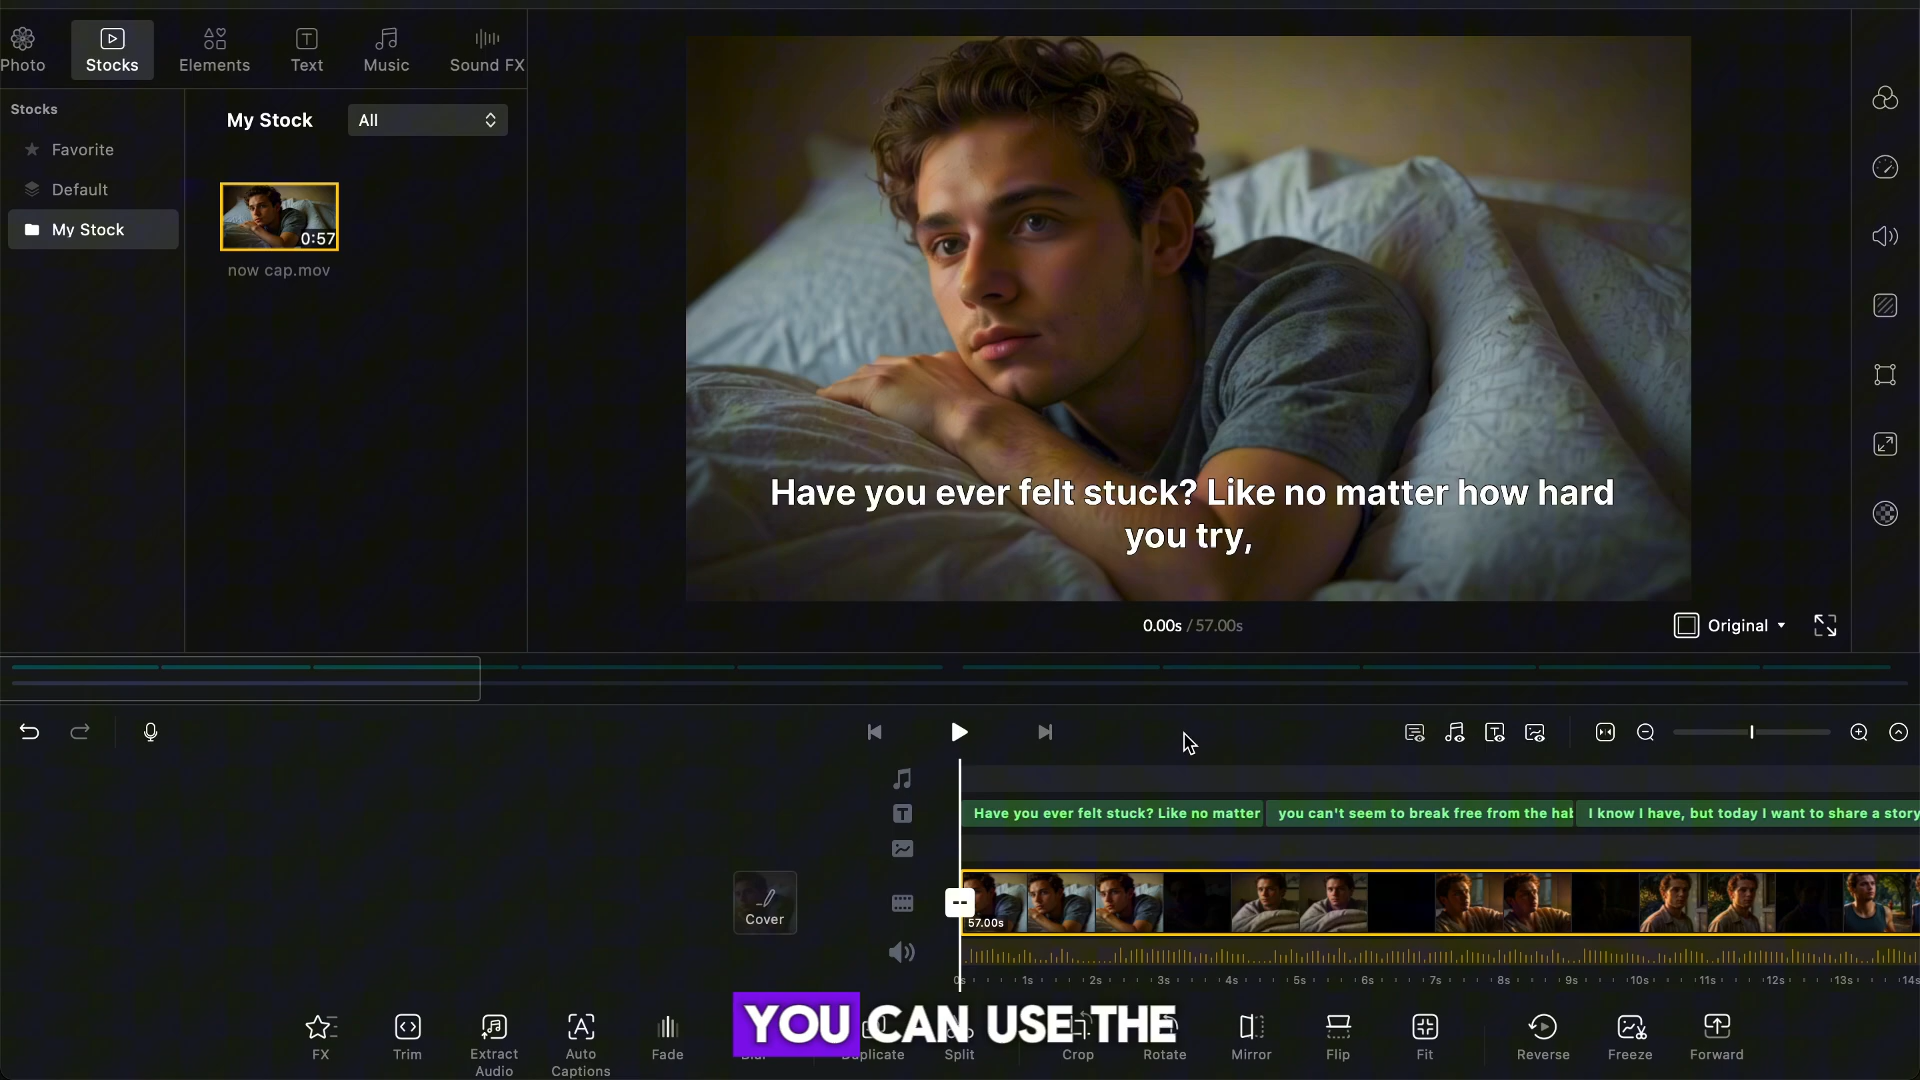 Photo
Stocks
Elements
Text
Music
Sound FX
Stocks
Favorite
Default
My Stock
My Stock
All
0:57
now cap.mov
Have you ever felt stuck? Like no matter how hard
you try,
0.00s / 57.00s
Original
Have you ever felt stuck? Like no matter
you can't seem to break free from the hab
I know I have, but today I want to share a story
Cover
57.00s
0s 1s 2s 3s 4s 5s 6s 7s 8s 9s 10s 11s 12s 13s 14s
YOU CAN USE THE
FX
Trim
Extract
Audio
Auto
Captions
Fade
Blur
Duplicate
Split
Crop
Rotate
Mirror
Flip
Fit
Reverse
Freeze
Forward